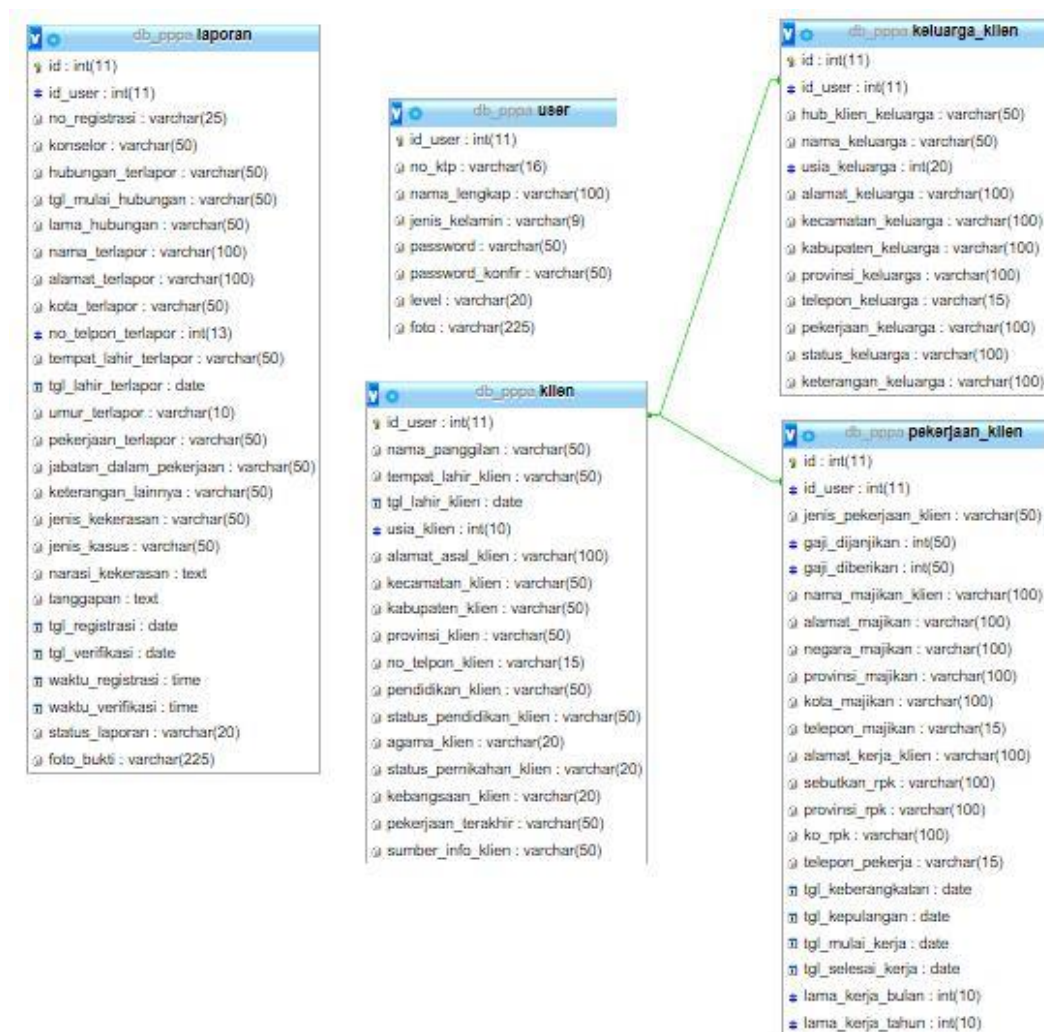 db_pppa laporan
id : int(11)
id_user : int(11)
no_registrasi : varchar(25)
konselor : varchar(50)
hubungan_terlapor : varchar(50)
tgl_mulai_hubungan : varchar(50)
lama_hubungan : varchar(50)
nama_terlapor : varchar(100)
alamat_terlapor : varchar(100)
kota_terlapor : varchar(50)
no_telpon_terlapor : int(13)
tempat_lahir_terlapor : varchar(50)
tgl_lahir_terlapor : date
umur_terlapor : varchar(10)
pekerjaan_terlapor : varchar(50)
jabatan_dalam_pekerjaan : varchar(50)
keterangan_lainnya : varchar(50)
jenis_kekerasan : varchar(50)
jenis_kasus : varchar(50)
narasi_kekerasan : text
tanggapan : text
tgl_registrasi : date
tgl_verifikasi : date
waktu_registrasi : time
waktu_verifikasi : time
status_laporan : varchar(20)
foto_bukti : varchar(225)
db_pppa user
id_user : int(11)
no_ktp : varchar(16)
nama_lengkap : varchar(100)
jenis_kelamin : varchar(9)
password : varchar(50)
password_konfir : varchar(50)
level : varchar(20)
foto : varchar(225)
db_pppa klien
id_user : int(11)
nama_panggilan : varchar(50)
tempat_lahir_klien : varchar(50)
tgl_lahir_klien : date
usia_klien : int(10)
alamat_asal_klien : varchar(100)
kecamatan_klien : varchar(50)
kabupaten_klien : varchar(50)
provinsi_klien : varchar(50)
no_telpon_klien : varchar(15)
pendidikan_klien : varchar(50)
status_pendidikan_klien : varchar(50)
agama_klien : varchar(20)
status_pernikahan_klien : varchar(20)
kebangsaan_klien : varchar(20)
pekerjaan_terakhir : varchar(50)
sumber_info_klien : varchar(50)
db_pppa keluarga_klien
id : int(11)
id_user : int(11)
hub_klien_keluarga : varchar(50)
nama_keluarga : varchar(50)
usia_keluarga : int(20)
alamat_keluarga : varchar(100)
kecamatan_keluarga : varchar(100)
kabupaten_keluarga : varchar(100)
provinsi_keluarga : varchar(100)
telepon_keluarga : varchar(15)
pekerjaan_keluarga : varchar(100)
status_keluarga : varchar(100)
keterangan_keluarga : varchar(100)
db_pppa pekerjaan_klien
id : int(11)
id_user : int(11)
jenis_pekerjaan_klien : varchar(50)
gaji_dijanjikan : int(50)
gaji_diberikan : int(50)
nama_majikan_klien : varchar(100)
alamat_majikan : varchar(100)
negara_majikan : varchar(100)
provinsi_majikan : varchar(100)
kota_majikan : varchar(100)
telepon_majikan : varchar(15)
alamat_kerja_klien : varchar(100)
sebutkan_rpk : varchar(100)
provinsi_rpk : varchar(100)
ko_rpk : varchar(100)
telepon_pekerja : varchar(15)
tgl_keberangkatan : date
tgl_kepulangan : date
tgl_mulai_kerja : date
tgl_selesai_kerja : date
lama_kerja_bulan : int(10)
lama_kerja_tahun : int(10)